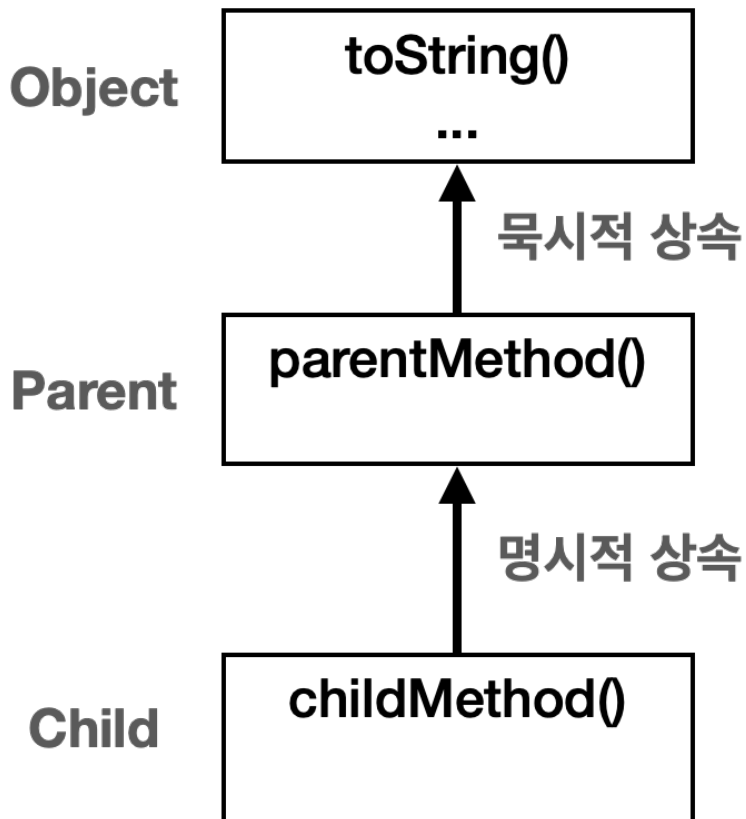 Object
toString()
...
묵시적 상속
Parent
parentMethod()
명시적 상속
Child
childMethod()